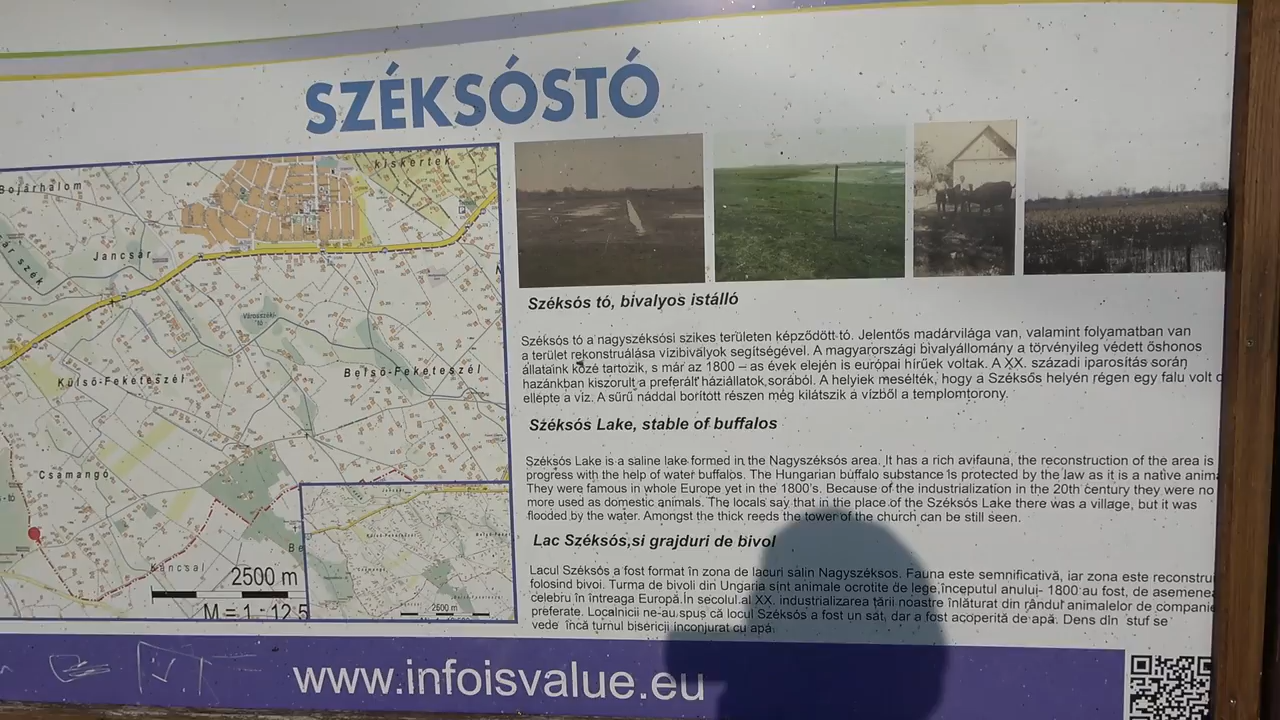 SZÉKSÓSTÓ
kiskertek
Bojárhalom
Jancsár
Városszéki-
tó
Külső-Feketeszél
Belső-Feketeszél
Csamangó
Kancsal
2500 m
M = 1 : 12 5
2500 m
Széksós tó, bivalyos istálló
Széksós tó a nagyszéksósi szikes területen képződött tó. Jelentős madárvilága van, valamint folyamatban van
a terület rekonstruálása vizibivalyok segítségével. A magyarországi bivalyállomány a törvényileg védett őshonos
állataink közé tartozik, s már az 1800 – as évek elején is európai hírűek voltak. A XX. századi iparosítás során
hazánkban kiszorult a preferált háziállatok sorából. A helyiek mesélték, hogy a Széksós helyén régen egy falu volt
ellepte a víz. A sűrű náddal borított részen még kilátszik a vízből a templomtorony.
Széksós Lake, stable of buffalos
Széksós Lake is a saline lake formed in the Nagyszéksós area. It has a rich avifauna, the reconstruction of the area is
progress with the help of water buffalos. The Hungarian buffalo substance is protected by the law as it is a native anima
They were famous in whole Europe yet in the 1800's. Because of the industrialization in the 20th century they were no
more used as domestic animals. The locals say that in the place of the Széksós Lake there was a village, but it was
flooded by the water. Amongst the thick reeds the tower of the church can be still seen.
Lac Széksós,si grajduri de bivol
Lacul Széksós a fost format în zona de lacuri salin Nagyszéksos. Fauna este semnificativă, iar zona este reconstrui
folosind bivoi. Turma de bivoli din Ungaria sint animale ocrotite de lege,începutul anului- 1800 au fost, de asemenea
celebru în întreaga Europă.În secolul al XX. industrializarea țării noastre înlăturat din rândul animalelor de companie
preferate. Localnicii ne-au spus că locul Széksós a fost un sat, dar a fost acoperită de apă. Dens din stuf se
vede încă turnul bisericii inconjurat cu apă.
www.infoisvalue.eu